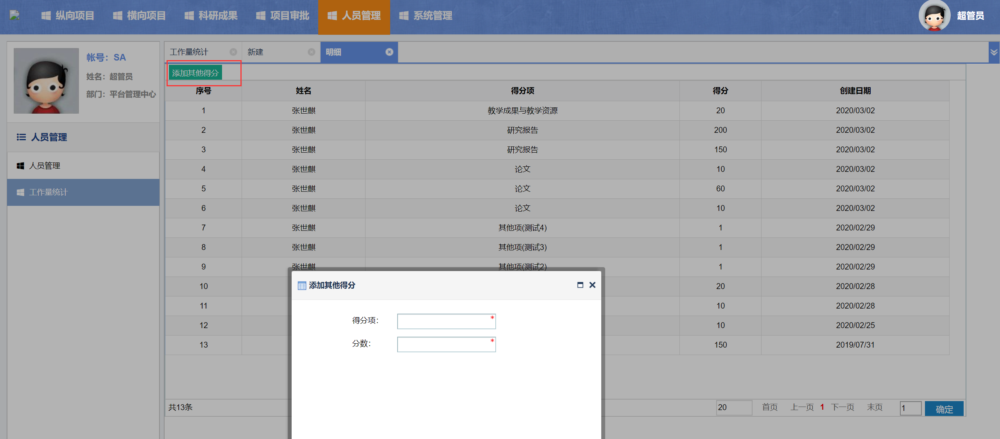 纵向项目 横向项目 科研成果 项目审批 人员管理 系统管理 超管员
帐号：SA
姓名：超管员
部门：平台管理中心
人员管理
人员管理
工作量统计
工作量统计 新建 明细
添加其他得分
序号 姓名 得分项 得分 创建日期
1 张世麒 教学成果与教学资源 20 2020/03/02
2 张世麒 研究报告 200 2020/03/02
3 张世麒 研究报告 150 2020/03/02
4 张世麒 论文 10 2020/03/02
5 张世麒 论文 60 2020/03/02
6 张世麒 论文 10 2020/03/02
7 张世麒 其他项(测试4) 1 2020/02/29
8 张世麒 其他项(测试3) 1 2020/02/29
9 张世麒 其他项(测试2) 1 2020/02/29
10 20 2020/02/28
11 10 2020/02/28
12 10 2020/02/25
13 150 2019/07/31
添加其他得分
得分项： *
分数： *
共13条 20 首页 上一页 1 下一页 末页 1 确定